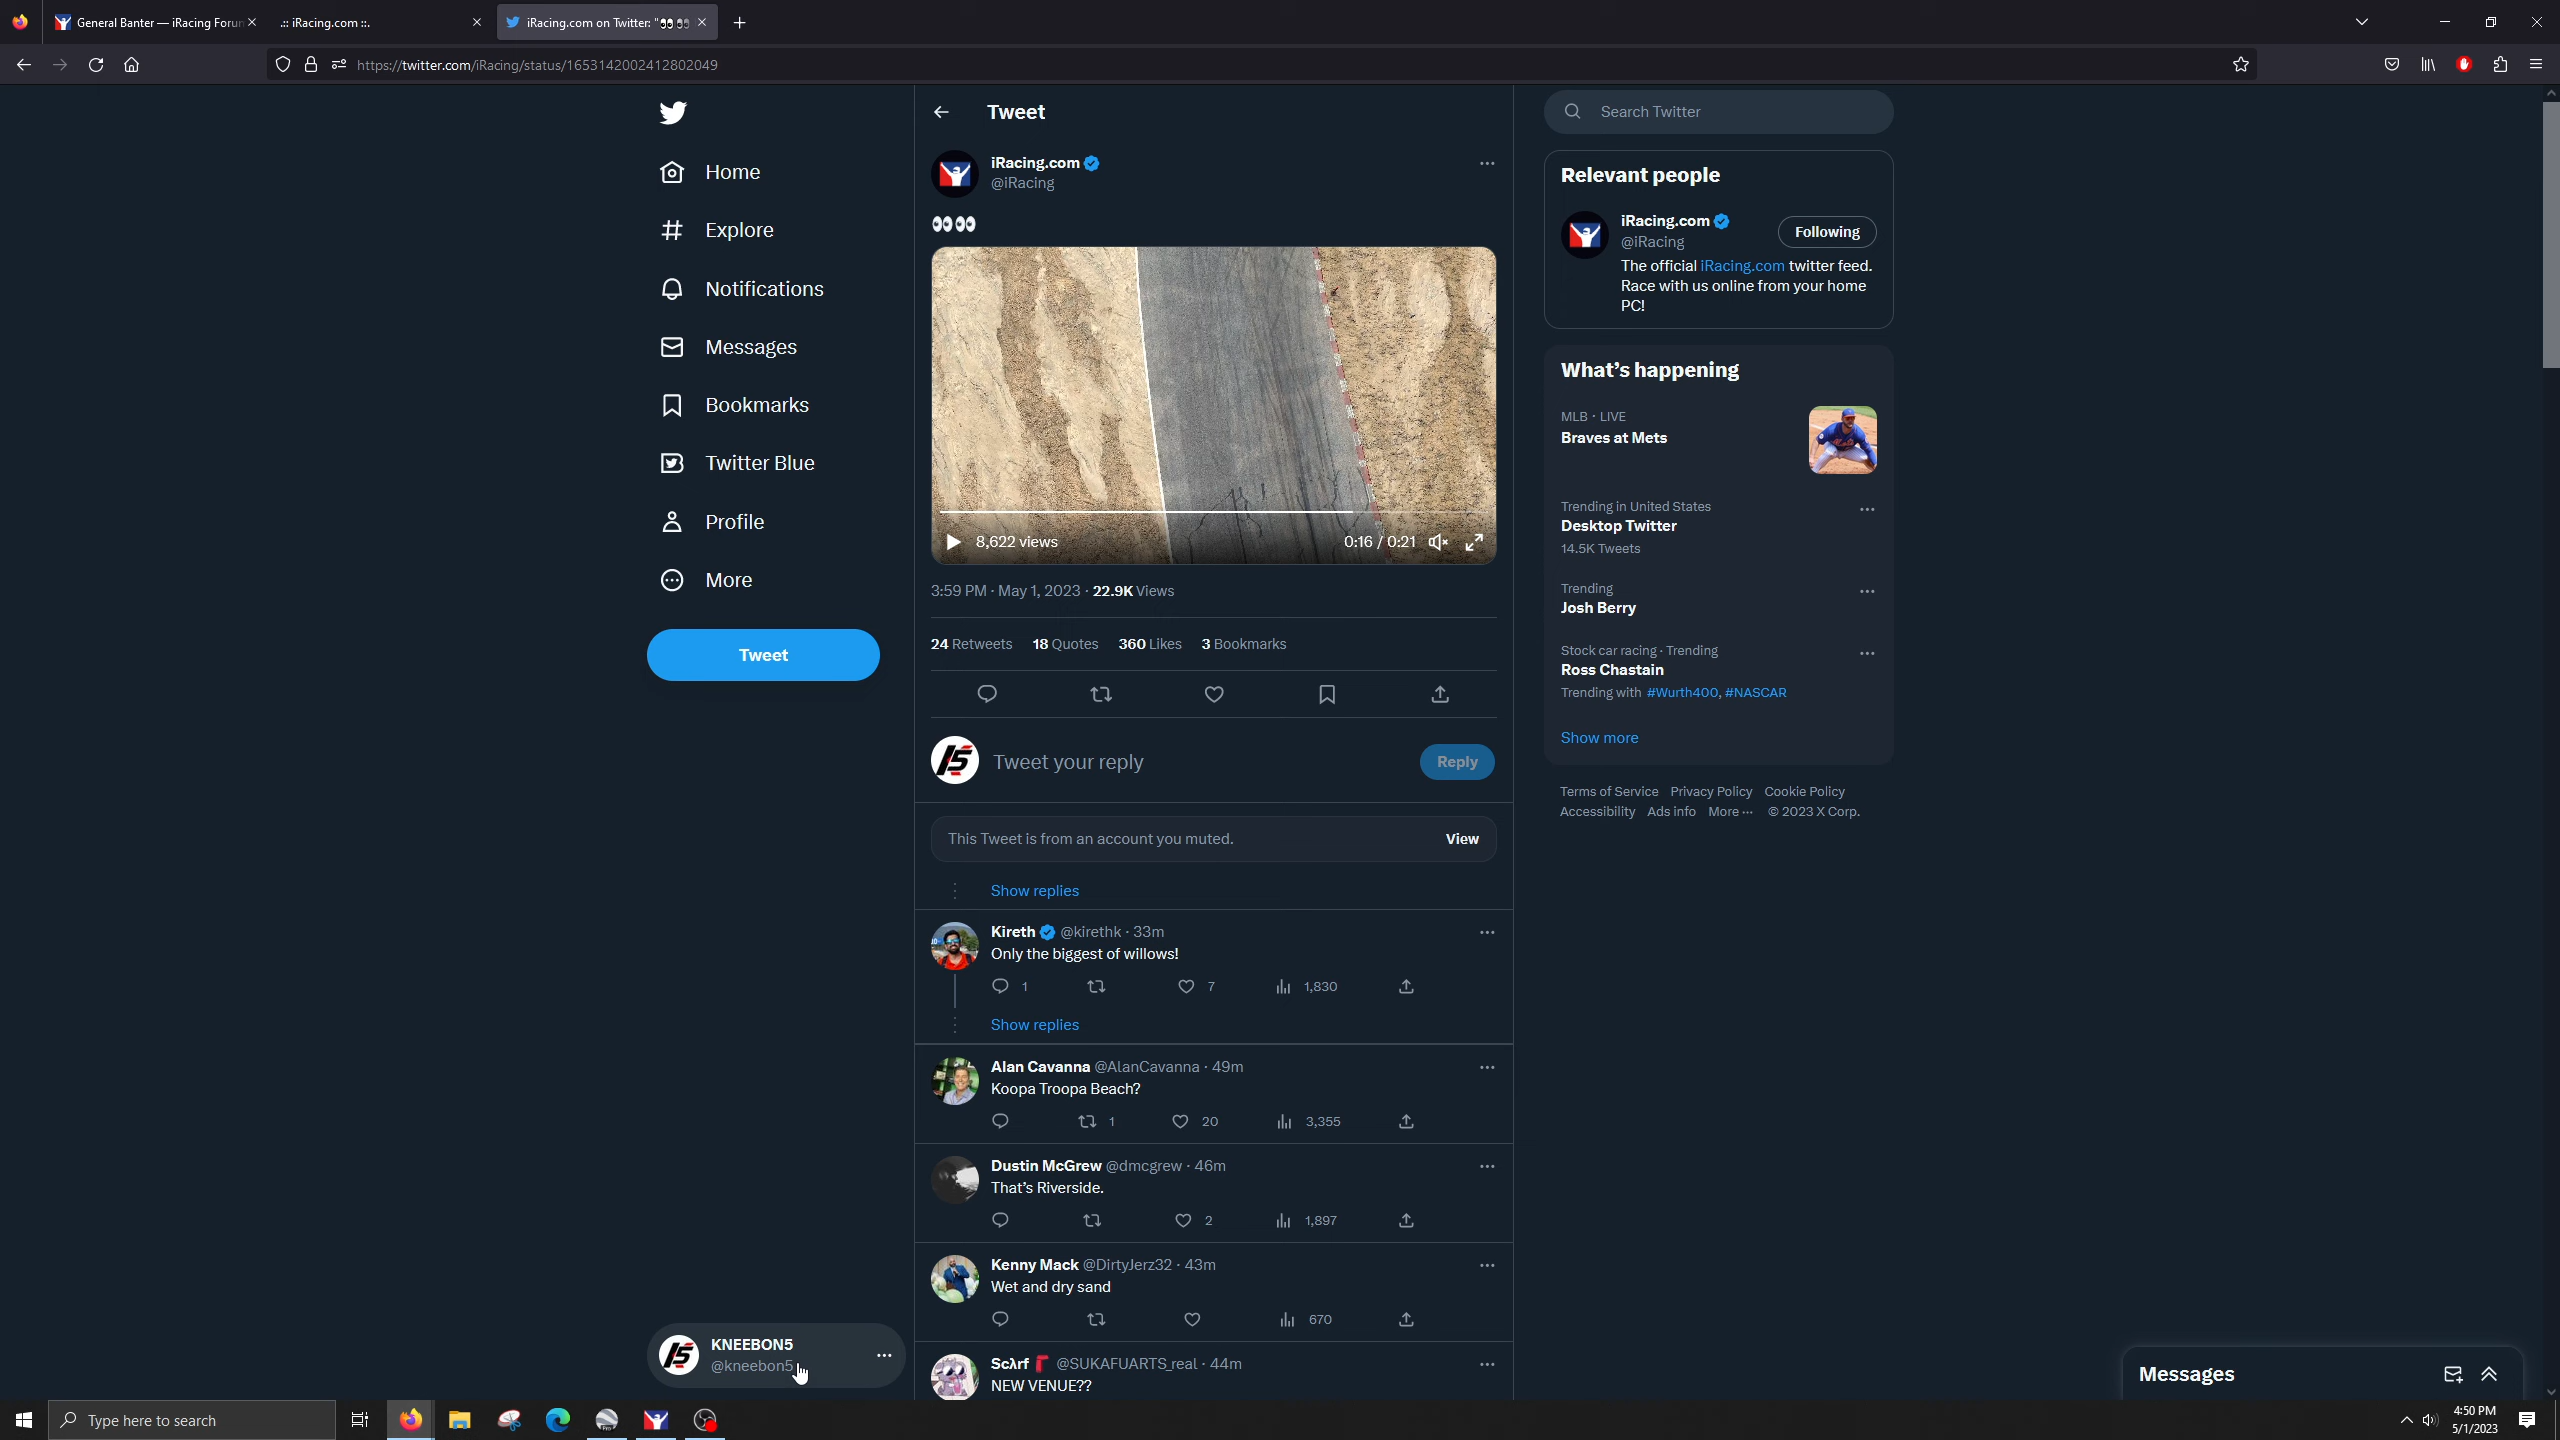 General Banter — iRacing Forum
.:: iRacing.com ::.
iRacing.com on Twitter: "👀 👀
https://twitter.com/iRacing/status/1653142002412802049
Home
Explore
Notifications
Messages
Bookmarks
Twitter Blue
Profile
More
Tweet
KNEEBON5
@kneebon5
Tweet
iRacing.com
@iRacing
👀👀
8,622 views
0:16 / 0:21
3:59 PM · May 1, 2023 · 22.9K Views
24 Retweets 18 Quotes 360 Likes 3 Bookmarks
Tweet your reply
Reply
This Tweet is from an account you muted.
View
Show replies
Kireth @kirethk · 33m
Only the biggest of willows!
1 7 1,830
Show replies
Alan Cavanna @AlanCavanna · 49m
Koopa Troopa Beach?
1 20 3,355
Dustin McGrew @dmcgrew · 46m
That's Riverside.
2 1,897
Kenny Mack @DirtyJerz32 · 43m
Wet and dry sand
670
Scλrf @SUKAFUARTS_real · 44m
NEW VENUE??
Search Twitter
Relevant people
iRacing.com
@iRacing
Following
The official iRacing.com twitter feed.
Race with us online from your home
PC!
What's happening
MLB · LIVE
Braves at Mets
Trending in United States
Desktop Twitter
14.5K Tweets
Trending
Josh Berry
Stock car racing · Trending
Ross Chastain
Trending with #Wurth400, #NASCAR
Show more
Terms of Service Privacy Policy Cookie Policy
Accessibility Ads info More ··· © 2023 X Corp.
Messages
Type here to search
4:50 PM
5/1/2023